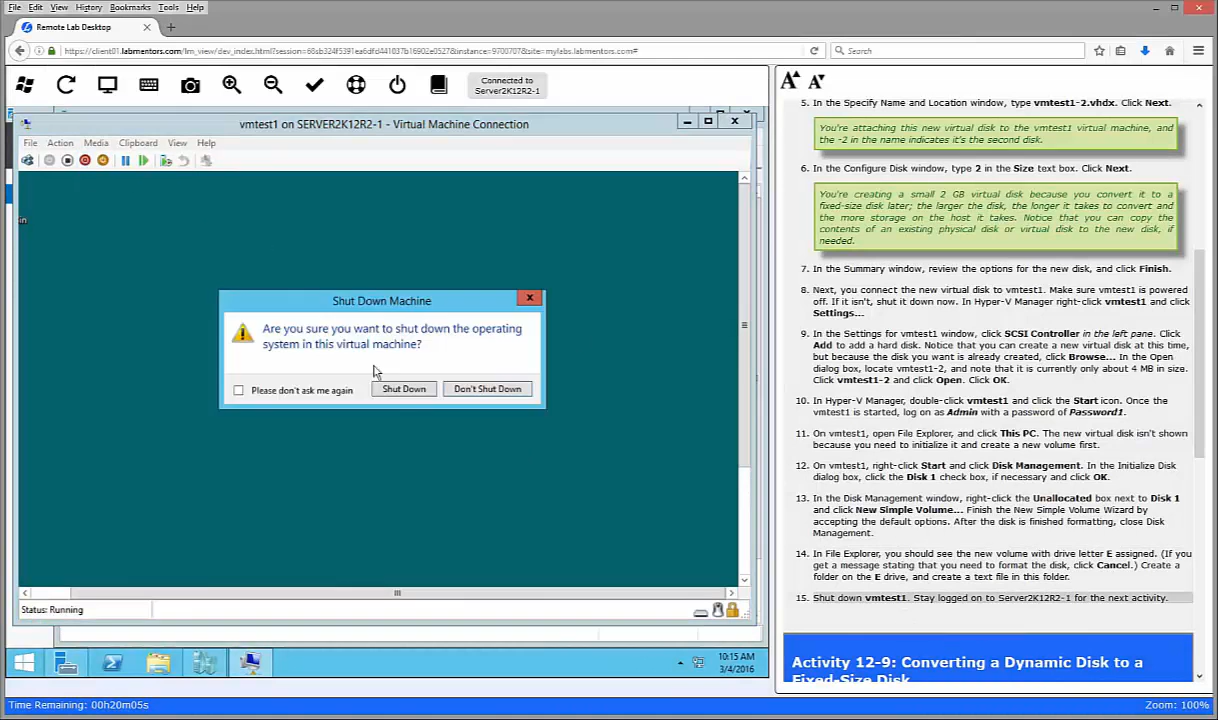 File Edit View History Bookmarks Tools Help
Remote Lab Desktop
https://client01.labmentors.com/lm_view/dev_index.html?session=66sb324f5391ea6dfd441037b16902e0527&instance=9700707&site=mylabs.labmentors.com#
Search
Connected to
Server2K12R2-1
vmtest1 on SERVER2K12R2-1 - Virtual Machine Connection
File Action Media Clipboard View Help
Shut Down Machine
Are you sure you want to shut down the operating
system in this virtual machine?
Please don't ask me again Shut Down Don't Shut Down
Status: Running
10:15 AM
3/4/2016
Time Remaining: 00h20m05s
5. In the Specify Name and Location window, type vmtest1-2.vhdx. Click Next.
You're attaching this new virtual disk to the vmtest1 virtual machine, and
the -2 in the name indicates it's the second disk.
6. In the Configure Disk window, type 2 in the Size text box. Click Next.
You're creating a small 2 GB virtual disk because you convert it to a
fixed-size disk later; the larger the disk, the longer it takes to convert and
the more storage on the host it takes. Notice that you can copy the
contents of an existing physical disk or virtual disk to the new disk, if
needed.
7. In the Summary window, review the options for the new disk, and click Finish.
8. Next, you connect the new virtual disk to vmtest1. Make sure vmtest1 is powered
off. If it isn't, shut it down now. In Hyper-V Manager right-click vmtest1 and click
Settings...
9. In the Settings for vmtest1 window, click SCSI Controller in the left pane. Click
Add to add a hard disk. Notice that you can create a new virtual disk at this time,
but because the disk you want is already created, click Browse... In the Open
dialog box, locate vmtest1-2, and note that it is currently only about 4 MB in size.
Click vmtest1-2 and click Open. Click OK.
10. In Hyper-V Manager, double-click vmtest1 and click the Start icon. Once the
vmtest1 is started, log on as Admin with a password of Password1.
11. On vmtest1, open File Explorer, and click This PC. The new virtual disk isn't shown
because you need to initialize it and create a new volume first.
12. On vmtest1, right-click Start and click Disk Management. In the Initialize Disk
dialog box, click the Disk 1 check box, if necessary and click OK.
13. In the Disk Management window, right-click the Unallocated box next to Disk 1
and click New Simple Volume... Finish the New Simple Volume Wizard by
accepting the default options. After the disk is finished formatting, close Disk
Management.
14. In File Explorer, you should see the new volume with drive letter E assigned. (If you
get a message stating that you need to format the disk, click Cancel.) Create a
folder on the E drive, and create a text file in this folder.
15. Shut down vmtest1. Stay logged on to Server2K12R2-1 for the next activity.
Activity 12-9: Converting a Dynamic Disk to a
Fixed-Size Disk
Zoom: 100%